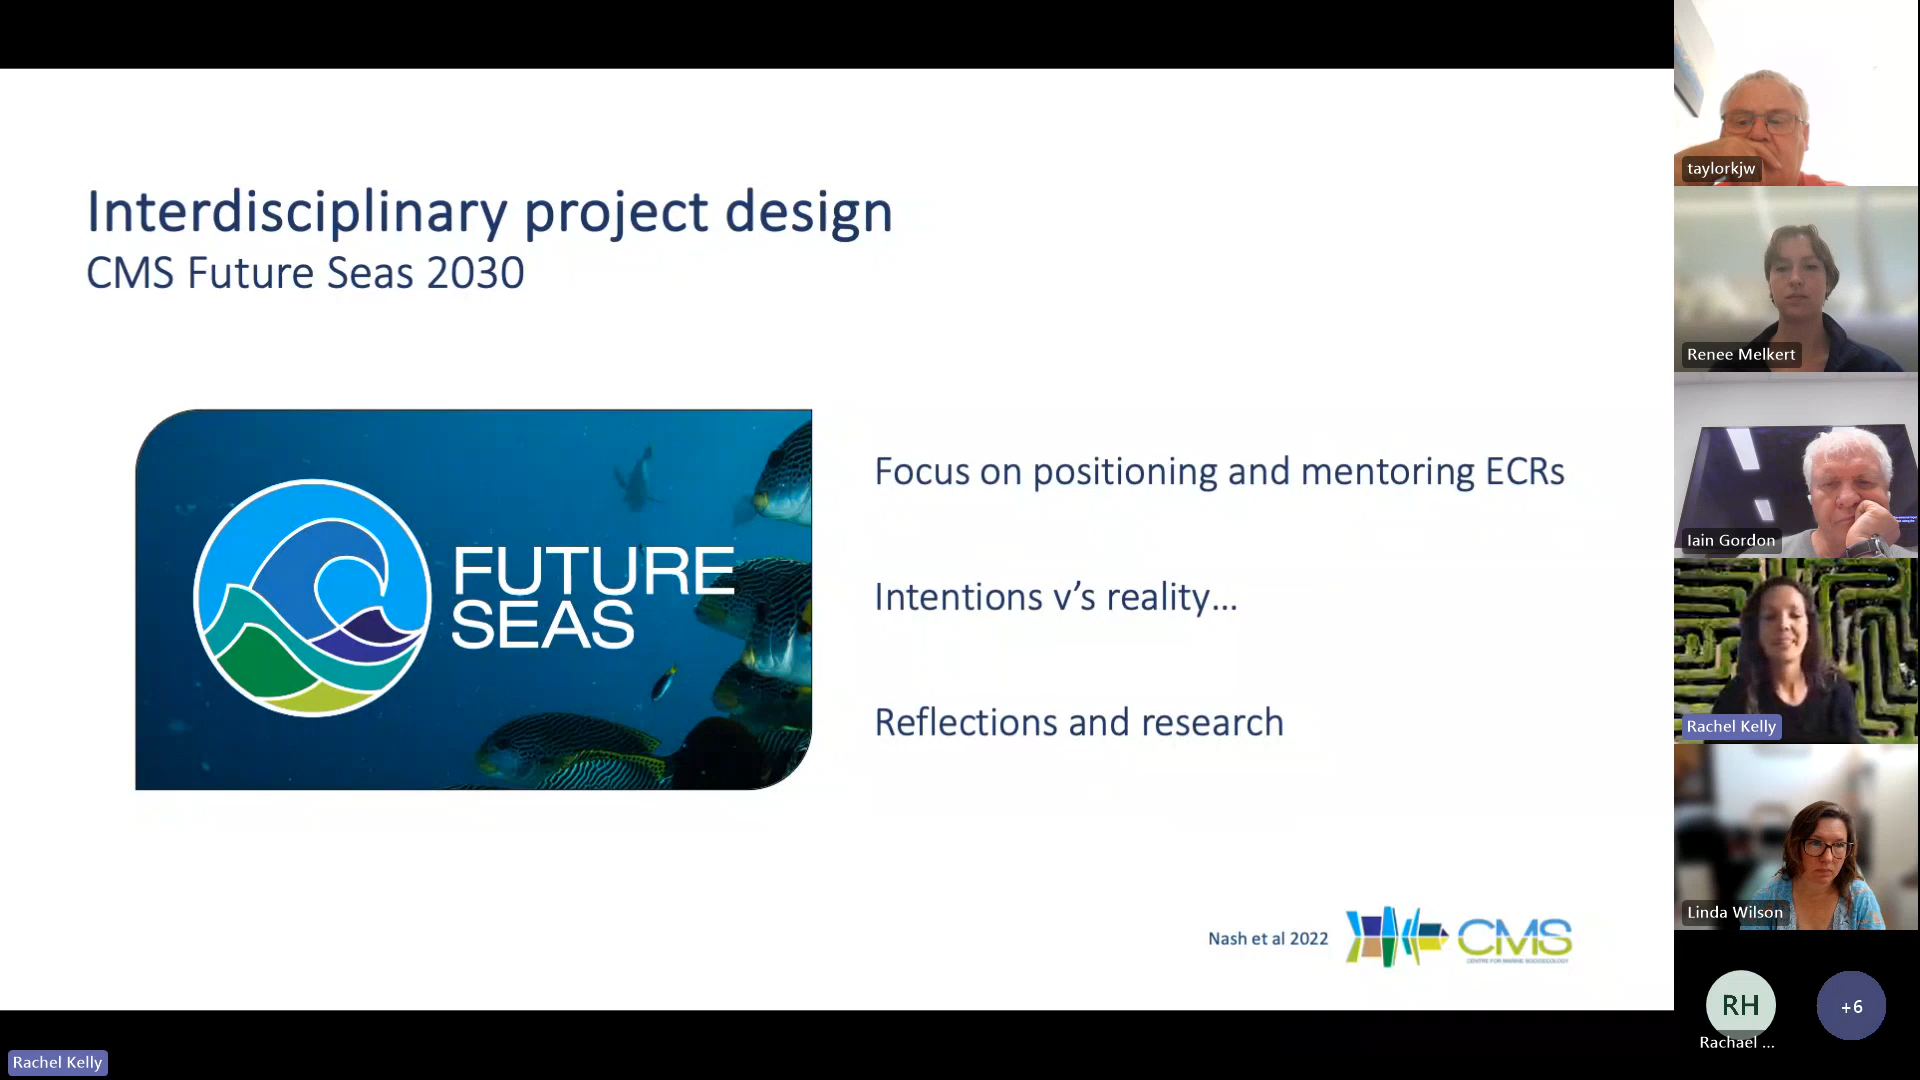 Interdisciplinary project design
CMS Future Seas 2030
FUTURE
SEAS
Focus on positioning and mentoring ECRs
Intentions v’s reality...
Reflections and research
Nash et al 2022
CMS
CENTRE FOR MARINE SOCIOECOLOGY
Rachel Kelly
taylorkjw
Renee Melkert
Iain Gordon
Rachel Kelly
Linda Wilson
RH
Rachael ...
+6